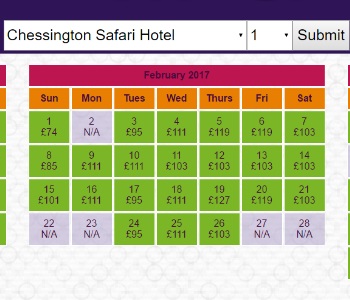 Chessington Safari Hotel 1 Submit
February 2017
Sun Mon Tues Wed Thurs Fri Sat
1 2 3 4 5 6 7
£74 N/A £95 £111 £119 £119 £103
8 9 10 11 12 13 14
£85 £111 £111 £103 £103 £103 £103
15 16 17 18 19 20 21
£101 £111 £95 £111 £127 £119 £103
22 23 24 25 26 27 28
N/A N/A £95 £111 £103 N/A N/A